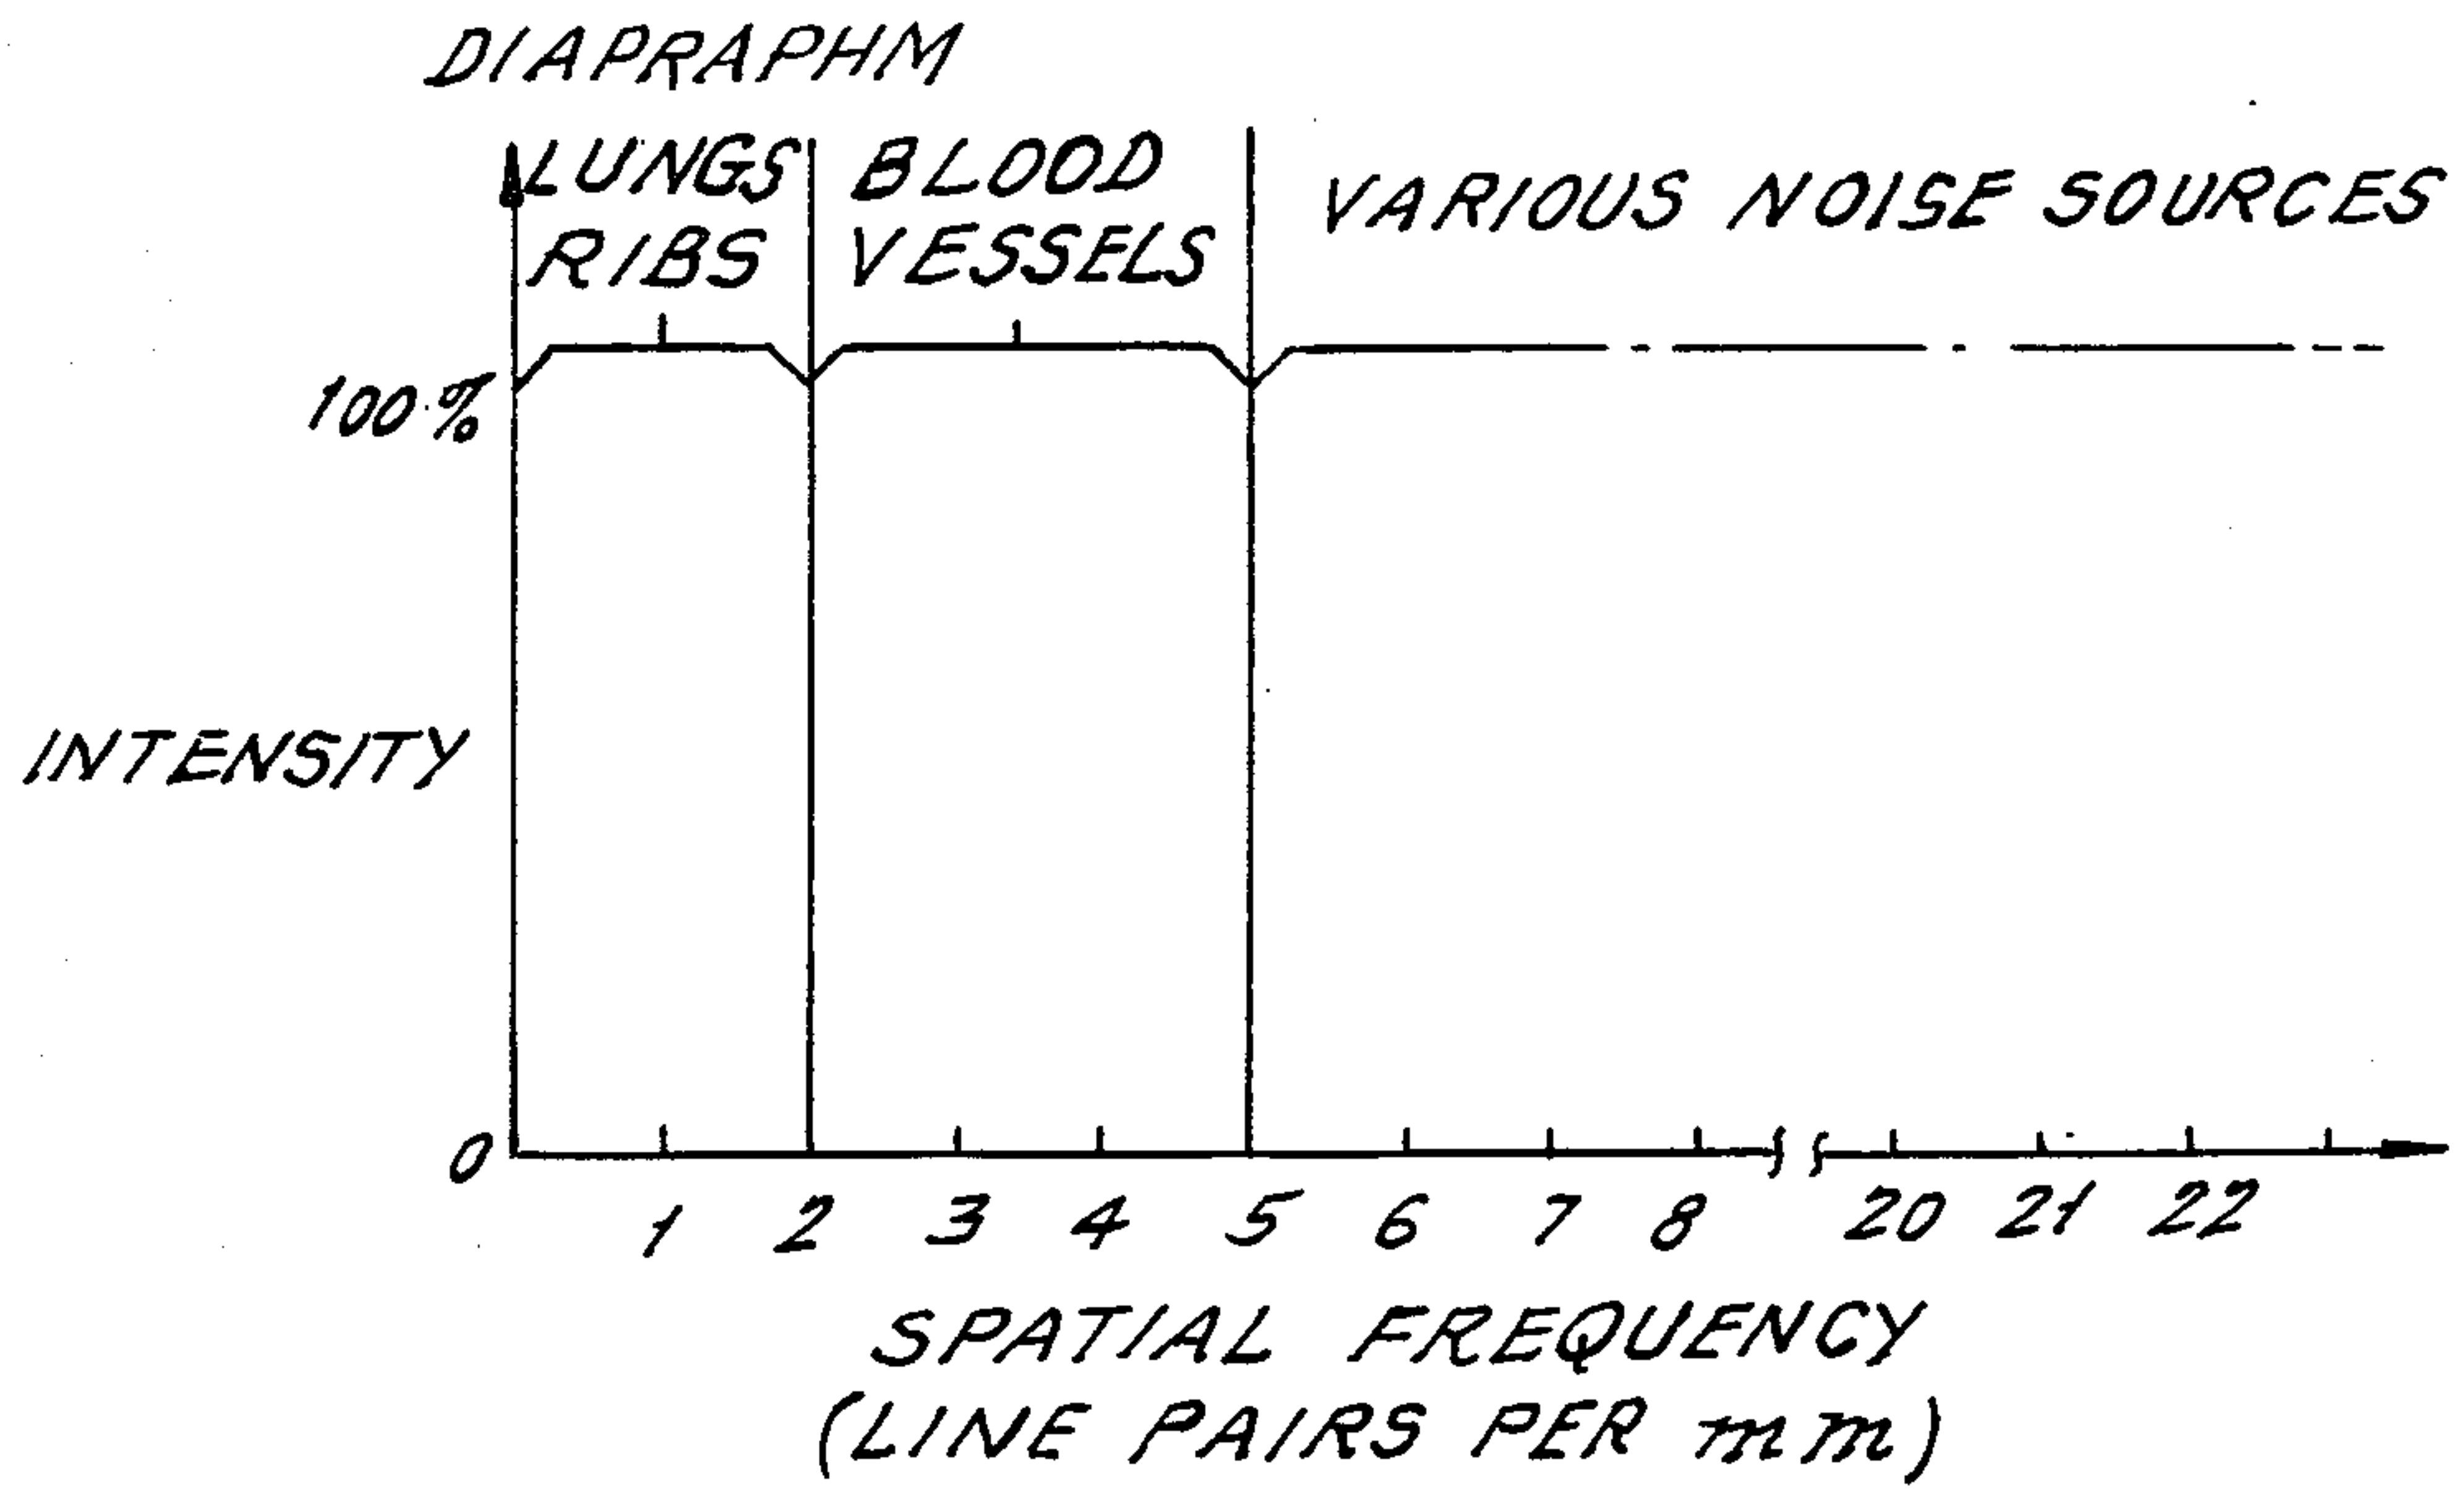 DIAPRAPHM
LUNGS
RIBS
BLOOD
VESSELS
VARIOUS NOISE SOURCES
100%
INTENSITY
0
1 2 3 4 5 6 7 8 20 21 22
SPATIAL FREQUENCY
(LINE PAIRS PER mm)